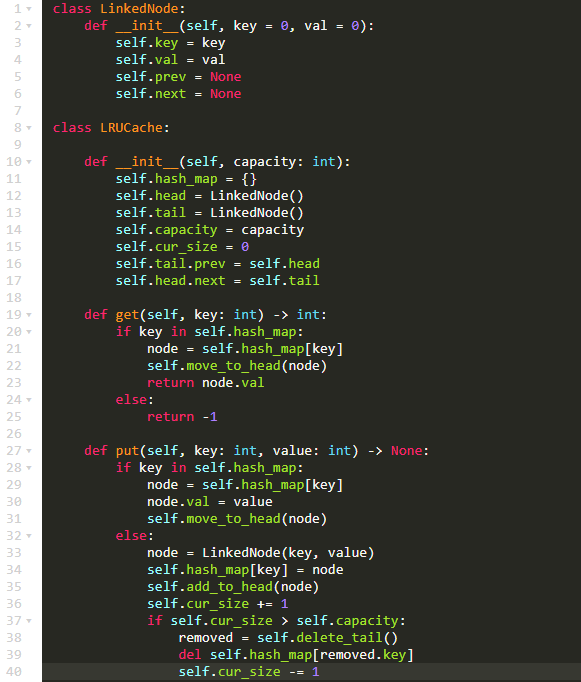 1 class LinkedNode:
2     def __init__(self, key = 0, val = 0):
3         self.key = key
4         self.val = val
5         self.prev = None
6         self.next = None
7
8 class LRUCache:
9
10     def __init__(self, capacity: int):
11         self.hash_map = {}
12         self.head = LinkedNode()
13         self.tail = LinkedNode()
14         self.capacity = capacity
15         self.cur_size = 0
16         self.tail.prev = self.head
17         self.head.next = self.tail
18
19     def get(self, key: int) -> int:
20         if key in self.hash_map:
21             node = self.hash_map[key]
22             self.move_to_head(node)
23             return node.val
24         else:
25             return -1
26
27     def put(self, key: int, value: int) -> None:
28         if key in self.hash_map:
29             node = self.hash_map[key]
30             node.val = value
31             self.move_to_head(node)
32         else:
33             node = LinkedNode(key, value)
34             self.hash_map[key] = node
35             self.add_to_head(node)
36             self.cur_size += 1
37             if self.cur_size > self.capacity:
38                 removed = self.delete_tail()
39                 del self.hash_map[removed.key]
40                 self.cur_size -= 1